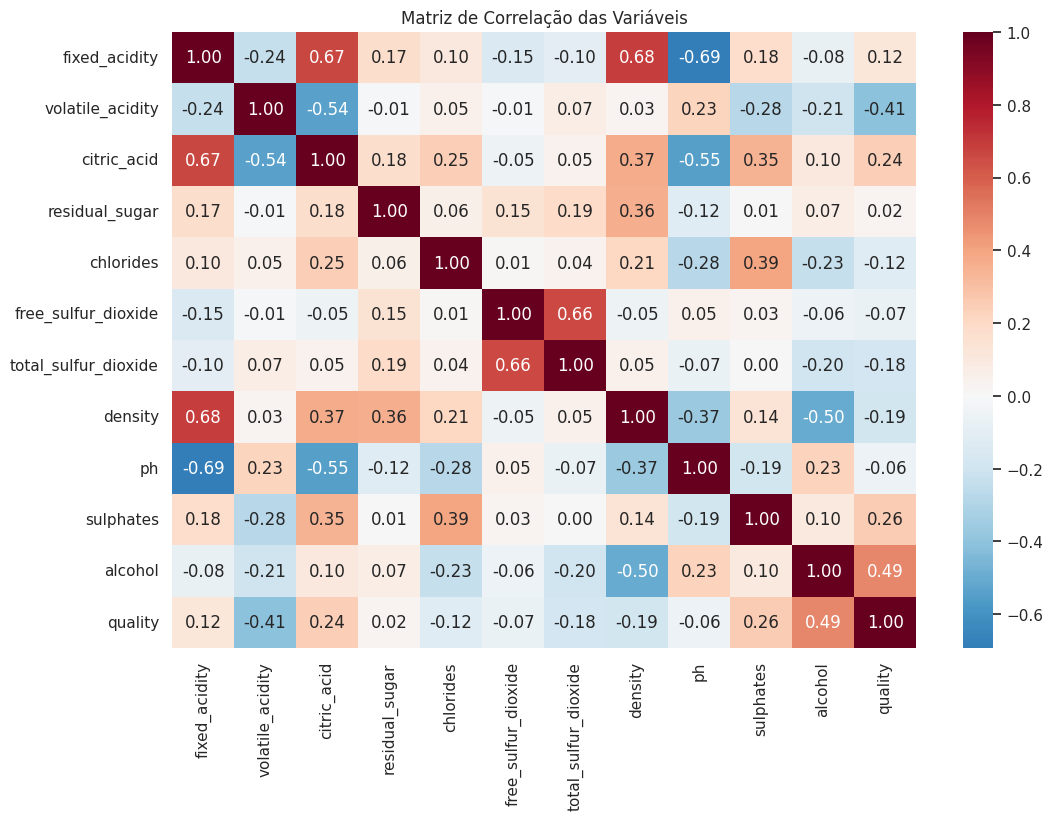 Matriz de Correlação das Variáveis
fixed_acidity 1.00 -0.24 0.67 0.17 0.10 -0.15 -0.10 0.68 -0.69 0.18 -0.08 0.12
volatile_acidity -0.24 1.00 -0.54 -0.01 0.05 -0.01 0.07 0.03 0.23 -0.28 -0.21 -0.41
citric_acid 0.67 -0.54 1.00 0.18 0.25 -0.05 0.05 0.37 -0.55 0.35 0.10 0.24
residual_sugar 0.17 -0.01 0.18 1.00 0.06 0.15 0.19 0.36 -0.12 0.01 0.07 0.02
chlorides 0.10 0.05 0.25 0.06 1.00 0.01 0.04 0.21 -0.28 0.39 -0.23 -0.12
free_sulfur_dioxide -0.15 -0.01 -0.05 0.15 0.01 1.00 0.66 -0.05 0.05 0.03 -0.06 -0.07
total_sulfur_dioxide -0.10 0.07 0.05 0.19 0.04 0.66 1.00 0.05 -0.07 0.00 -0.20 -0.18
density 0.68 0.03 0.37 0.36 0.21 -0.05 0.05 1.00 -0.37 0.14 -0.50 -0.19
ph -0.69 0.23 -0.55 -0.12 -0.28 0.05 -0.07 -0.37 1.00 -0.19 0.23 -0.06
sulphates 0.18 -0.28 0.35 0.01 0.39 0.03 0.00 0.14 -0.19 1.00 0.10 0.26
alcohol -0.08 -0.21 0.10 0.07 -0.23 -0.06 -0.20 -0.50 0.23 0.10 1.00 0.49
quality 0.12 -0.41 0.24 0.02 -0.12 -0.07 -0.18 -0.19 -0.06 0.26 0.49 1.00
fixed_acidity
volatile_acidity
citric_acid
residual_sugar
chlorides
free_sulfur_dioxide
total_sulfur_dioxide
density
ph
sulphates
alcohol
quality
1.0
0.8
0.6
0.4
0.2
0.0
−0.2
−0.4
−0.6